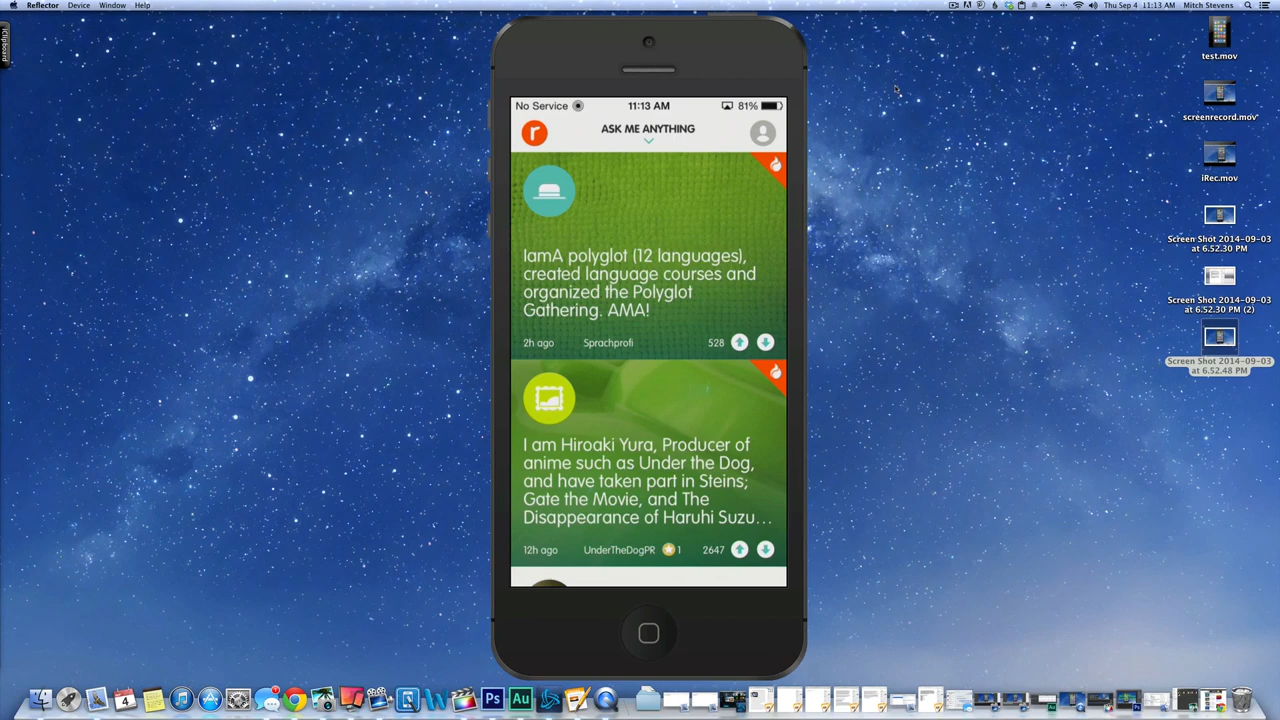 Reflector Device Window Help
Thu Sep 4 11:13 AM Mitch Stevens
iClipboard
test.mov
screenrecord.mov
iRec.mov
Screen Shot 2014-09-03
at 6.52.30 PM
Screen Shot 2014-09-03
at 6.52.30 PM (2)
Screen Shot 2014-09-03
at 6.52.48 PM
No Service 11:13 AM 81%
r ASK ME ANYTHING
IamA polyglot (12 languages),
created language courses and
organized the Polyglot
Gathering. AMA!
2h ago Sprachprofi 528
I am Hiroaki Yura, Producer of
anime such as Under the Dog,
and have taken part in Steins;
Gate the Movie, and The
Disappearance of Haruhi Suzu...
12h ago UnderTheDogPR 1 2647
4
W Ps Au